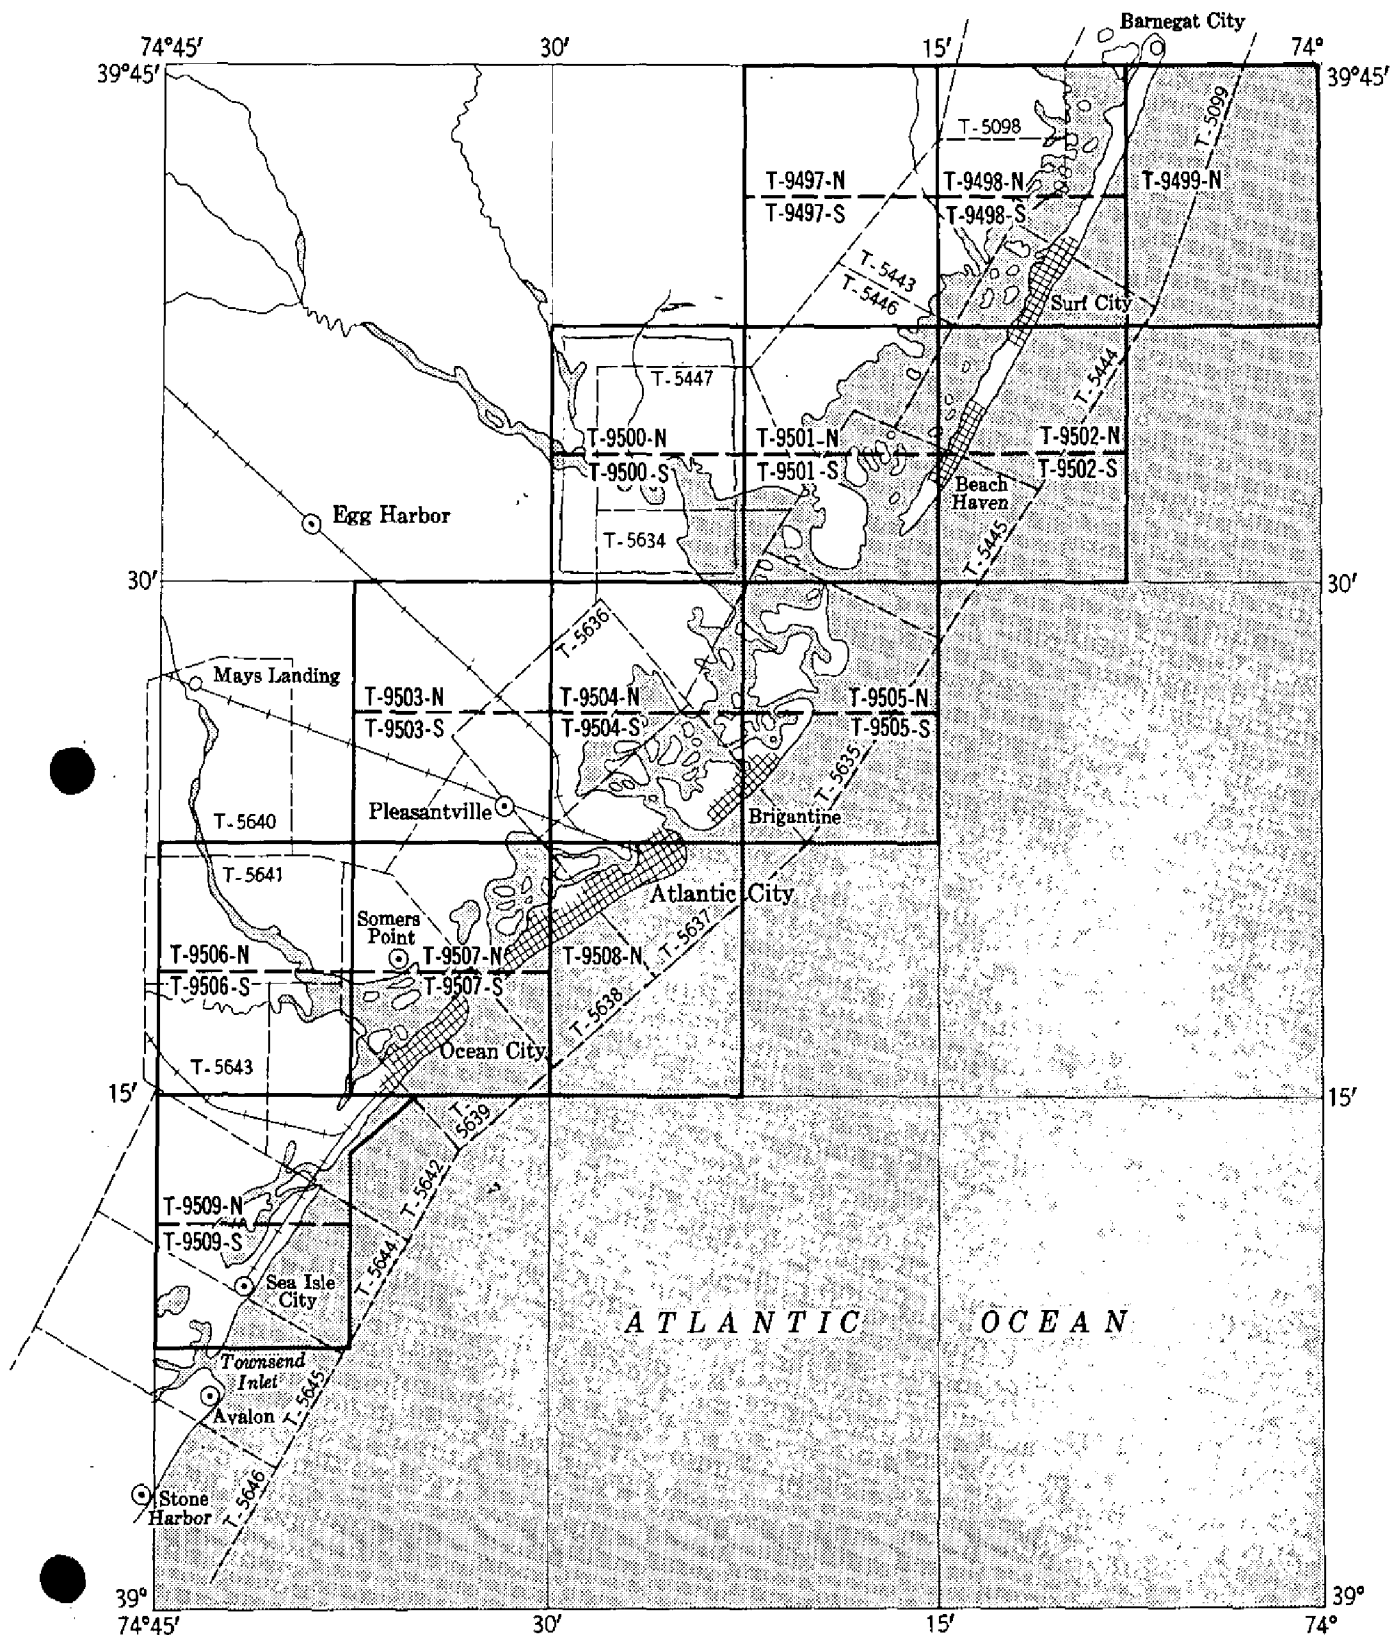 Barnegat City
74°45′
30′
15′
74°
39°45′
39°45′
T-5098
T-5099
T-9497-N
T-9498-N
T-9499-N
T-9497-S
T-9498-S
T-5443
T-5446
Surf City
T-5447
T-5444
T-9500-N
T-9501-N
T-9502-N
T-9500-S
T-9501-S
T-9502-S
Beach
Haven
Egg Harbor
T-5634
T-5445
30′
30′
T-5636
Mays Landing
T-9503-N
T-9504-N
T-9505-N
T-9503-S
T-9504-S
T-9505-S
T-5635
Pleasantville
Brigantine
T-5640
T-5641
Atlantic City
Somers
Point
T-5637
T-9506-N
T-9507-N
T-9508-N
T-9506-S
T-9507-S
T-5638
Ocean City
T-5643
15′
15′
T-
5639
T-5642
T-9509-N
T-9509-S
T-5644
Sea Isle
City
ATLANTIC OCEAN
Townsend
Inlet
T-5645
Avalon
T-5646
Stone
Harbor
39°
39°
74°45′
30′
15′
74°